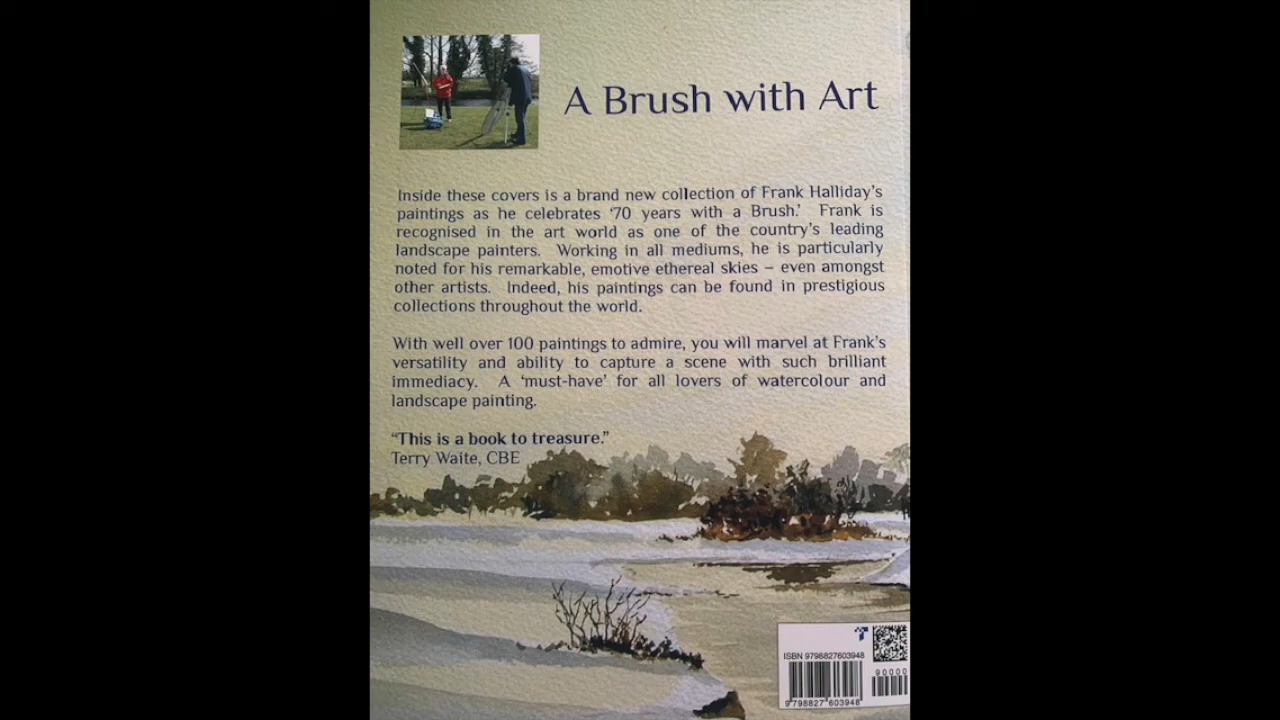 A Brush with Art
Inside these covers is a brand new collection of Frank Halliday's
paintings as he celebrates '70 years with a Brush.' Frank is
recognised in the art world as one of the country's leading
landscape painters. Working in all mediums, he is particularly
noted for his remarkable, emotive ethereal skies – even amongst
other artists. Indeed, his paintings can be found in prestigious
collections throughout the world.
With well over 100 paintings to admire, you will marvel at Frank's
versatility and ability to capture a scene with such brilliant
immediacy. A 'must-have' for all lovers of watercolour and
landscape painting.
"This is a book to treasure."
Terry Waite, CBE
ISBN 9798827603948
90000
9 798827 603948